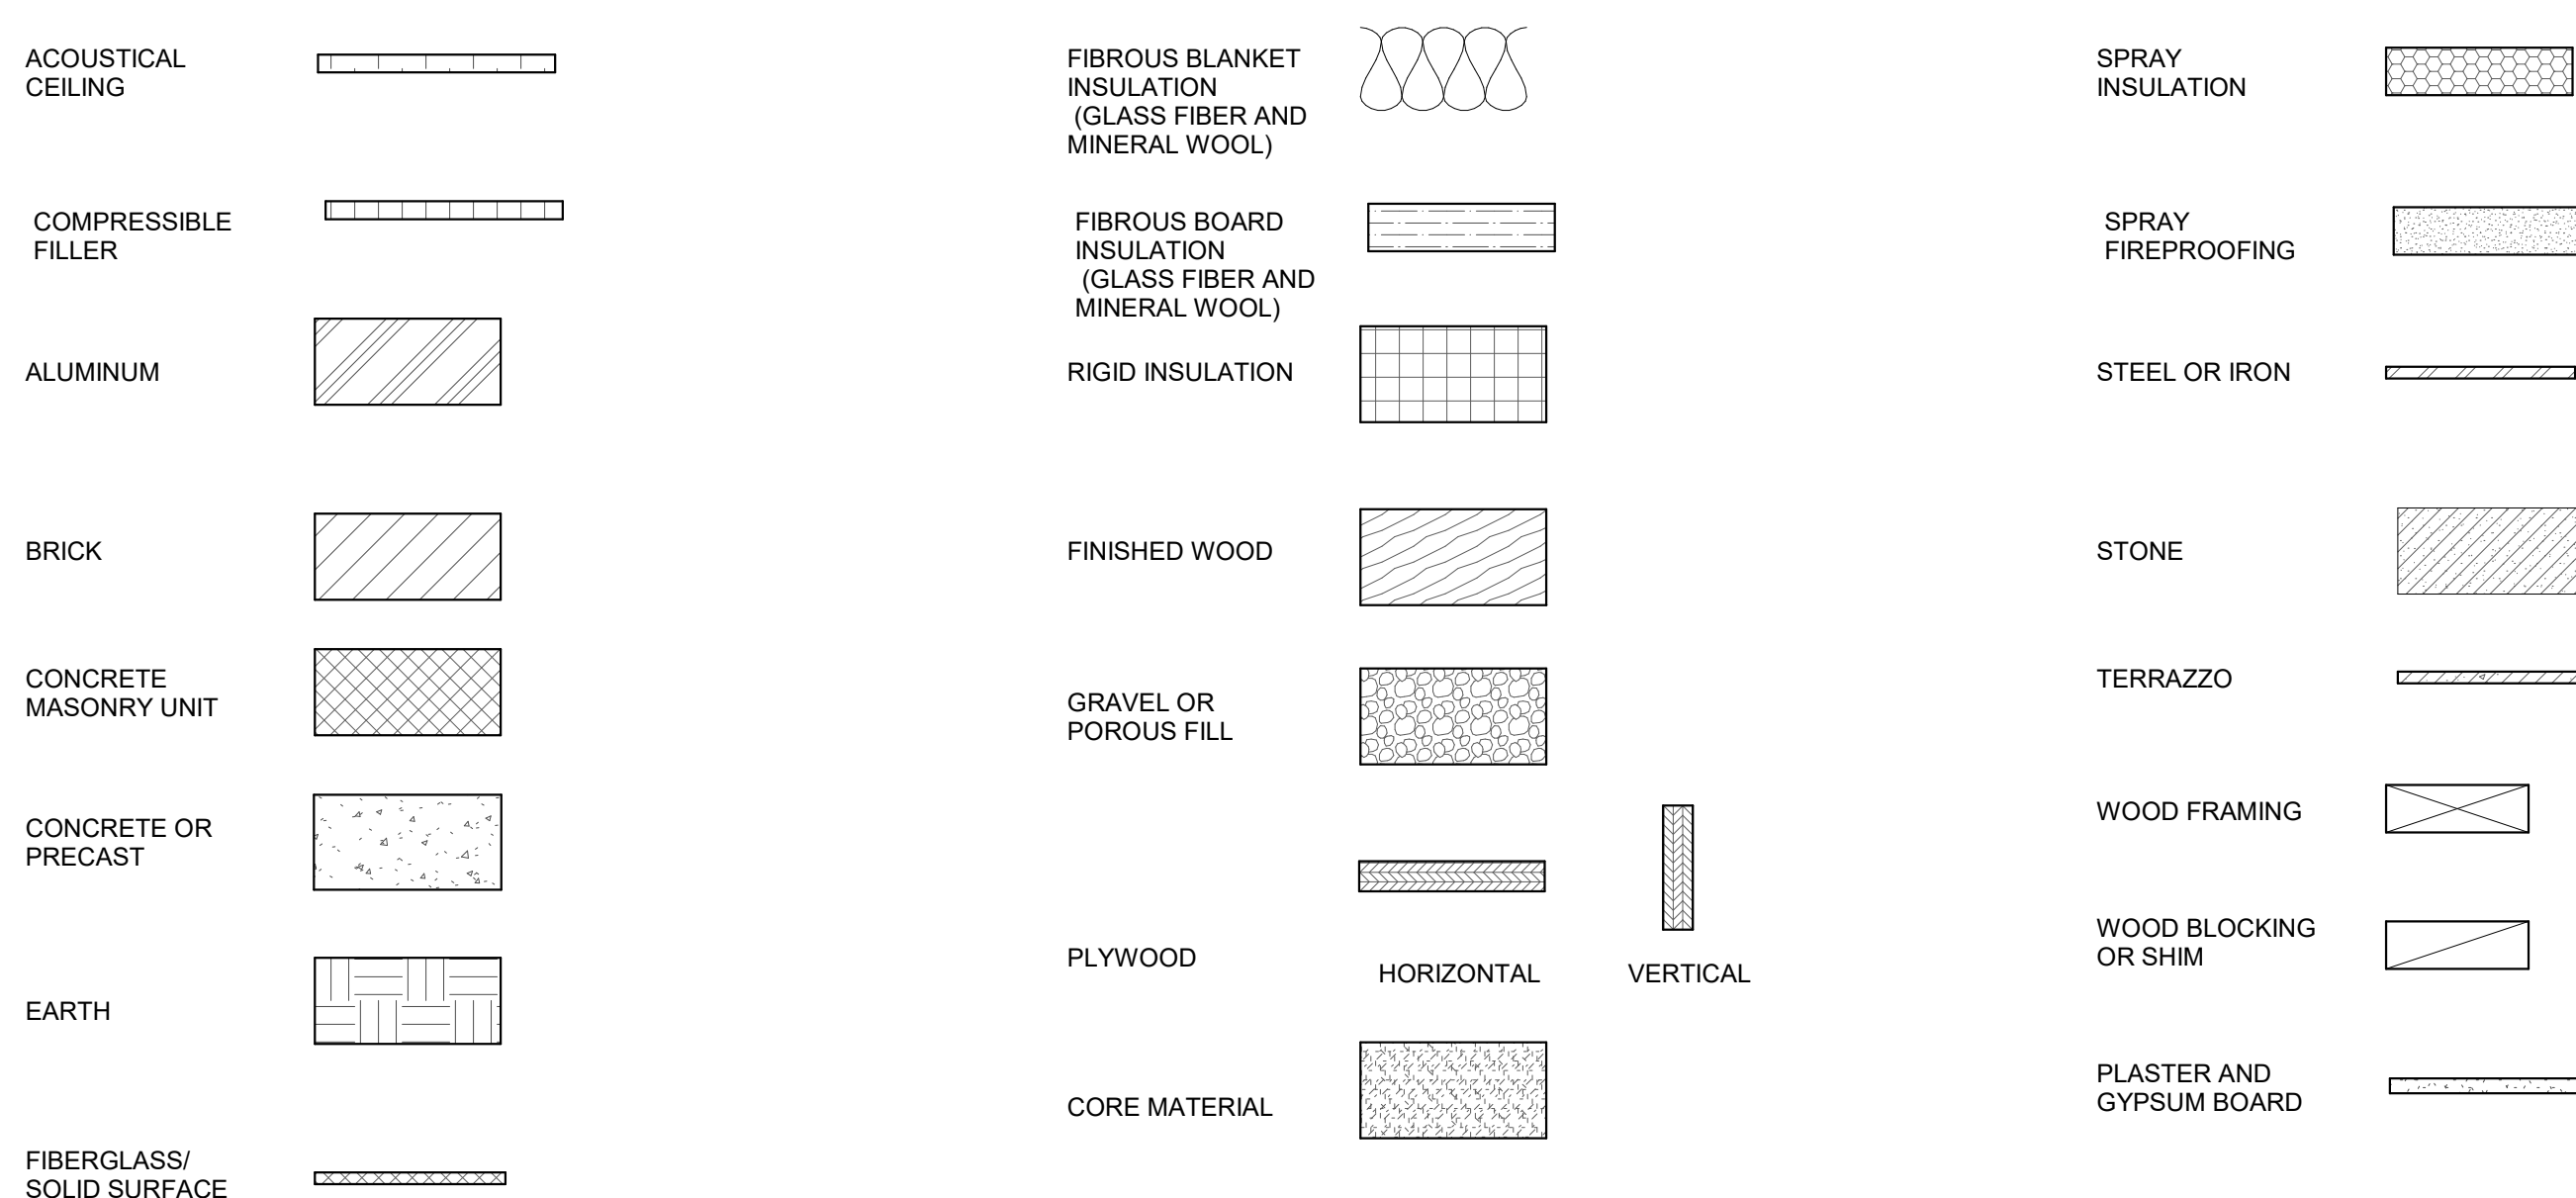 ACOUSTICAL
CEILING
COMPRESSIBLE
FILLER
ALUMINUM
BRICK
CONCRETE
MASONRY UNIT
CONCRETE OR
PRECAST
EARTH
FIBERGLASS/
SOLID SURFACE
FIBROUS BLANKET
INSULATION
(GLASS FIBER AND
MINERAL WOOL)
FIBROUS BOARD
INSULATION
(GLASS FIBER AND
MINERAL WOOL)
RIGID INSULATION
FINISHED WOOD
GRAVEL OR
POROUS FILL
PLYWOOD
HORIZONTAL
VERTICAL
CORE MATERIAL
SPRAY
INSULATION
SPRAY
FIREPROOFING
STEEL OR IRON
STONE
TERRAZZO
WOOD FRAMING
WOOD BLOCKING
OR SHIM
PLASTER AND
GYPSUM BOARD